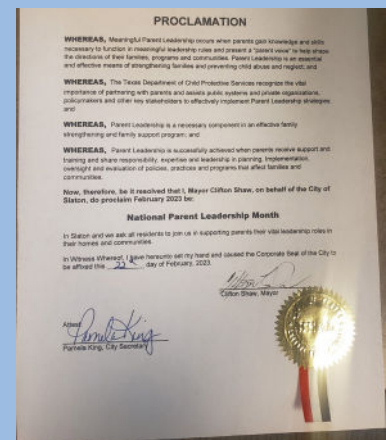 PROCLAMATION
WHEREAS, Meaningful Parent Leadership occurs when parents gain knowledge and skills
necessary to function in meaningful leadership roles and present a "parent voice" to help shape
the directions of their families, programs and communities. Parent Leadership is an essential
and effective means of strengthening families and preventing child abuse and neglect; and
WHEREAS, The Texas Department of Child Protective Services recognize the vital
importance of partnering with parents and assists public systems and private organizations,
policymakers and other key stakeholders to effectively implement Parent Leadership strategies;
and
WHEREAS, Parent Leadership is a necessary component in an effective family
strengthening and family support program; and
WHEREAS, Parent Leadership is successfully achieved when parents receive support and
training and share responsibility, expertise and leadership in planning, implementation,
oversight and evaluation of policies, practices and programs that affect families and
communities.
Now, therefore, be it resolved that I, Mayor Clifton Shaw, on behalf of the City of
Slaton, do proclaim February 2023 be:
National Parent Leadership Month
In Slaton and we ask all residents to join us in supporting parents their vital leadership roles in
their homes and communities.
In Witness Whereof, I have hereunto set my hand and caused the Corporate Seal of the City to
be affixed this 22 day of February, 2023.
Clifton Shaw, Mayor
Attest:
Pamela King
Pamela King, City Secretary